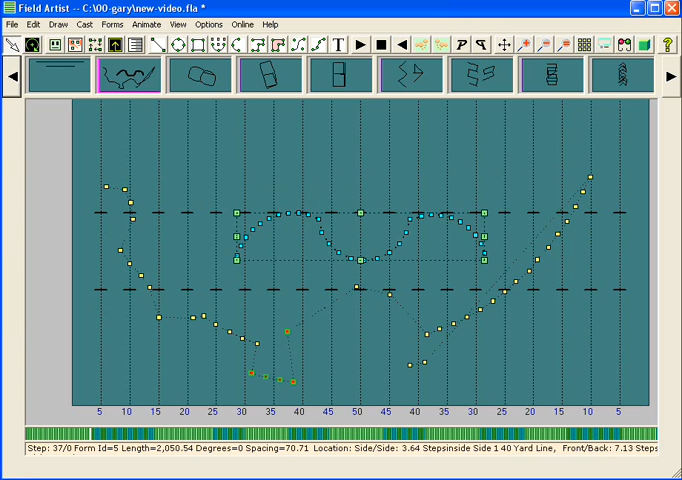 Field Artist -- C:\00-gary\new-video.fla *
File Draw Cast Forms Animate View Options Online Help
T P P ?
5 10 15 20 25 30 35 40 45 50 45 40 35 30 25 20 15 10 5
Step: 37/0 Form Id=5 Length=2,050.54 Degrees=0 Spacing=70.71 Location: Side/Side: 3.64 Stepsinside Side 1 40 Yard Line, Front/Back: 7.13 Steps